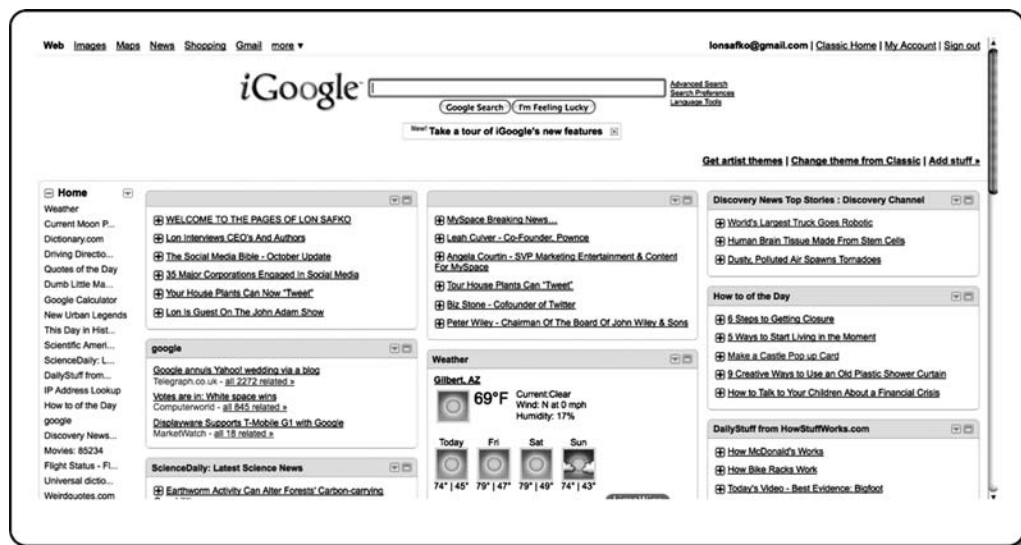 Web Images Maps News Shopping Gmail more ▼
lonsafko@gmail.com | Classic Home | My Account | Sign out
iGoogle™
Advanced Search
Search Preferences
Language Tools
Google Search I'm Feeling Lucky
New! Take a tour of iGoogle's new features
Get artist themes | Change theme from Classic | Add stuff »
Home
Weather
Current Moon P...
Dictionary.com
Driving Directio...
Quotes of the Day
Dumb Little Ma...
Google Calculator
New Urban Legends
This Day in Hist...
Scientific Ameri...
ScienceDaily: L...
DailyStuff from...
IP Address Lookup
How to of the Day
google
Discovery News...
Movies: 85234
Flight Status - Fl...
Universal dictio...
Weirdquotes.com
WELCOME TO THE PAGES OF LON SAFKO
Lon Interviews CEO's And Authors
The Social Media Bible - October Update
35 Major Corporations Engaged In Social Media
Your House Plants Can Now "Tweet"
Lon Is Guest On The John Adam Show
google
Google annuls Yahoo! wedding via a blog
Telegraph.co.uk - all 2272 related »
Votes are in: White space wins
Computerworld - all 845 related »
Displayware Supports T-Mobile G1 with Google
MarketWatch - all 18 related »
ScienceDaily: Latest Science News
Earthworm Activity Can Alter Forests' Carbon-carrying
MySpace Breaking News...
Leah Culver - Co-Founder, Pownce
Angela Courtin - SVP Marketing Entertainment & Content
For MySpace
Tour House Plants Can "Tweet"
Biz Stone - Cofounder of Twitter
Peter Wiley - Chairman Of The Board Of John Wiley & Sons
Weather
Gilbert, AZ
69°F
Current:Clear
Wind: N at 0 mph
Humidity: 17%
Today Fri Sat Sun
74° | 45° 79° | 47° 79° | 49° 74° | 43°
Discovery News Top Stories : Discovery Channel
World's Largest Truck Goes Robotic
Human Brain Tissue Made From Stem Cells
Dusty, Polluted Air Spawns Tornadoes
How to of the Day
6 Steps to Getting Closure
5 Ways to Start Living in the Moment
Make a Castle Pop up Card
9 Creative Ways to Use an Old Plastic Shower Curtain
How to Talk to Your Children About a Financial Crisis
DailyStuff from HowStuffWorks.com
How McDonald's Works
How Bike Racks Work
Today's Video - Best Evidence: Bigfoot